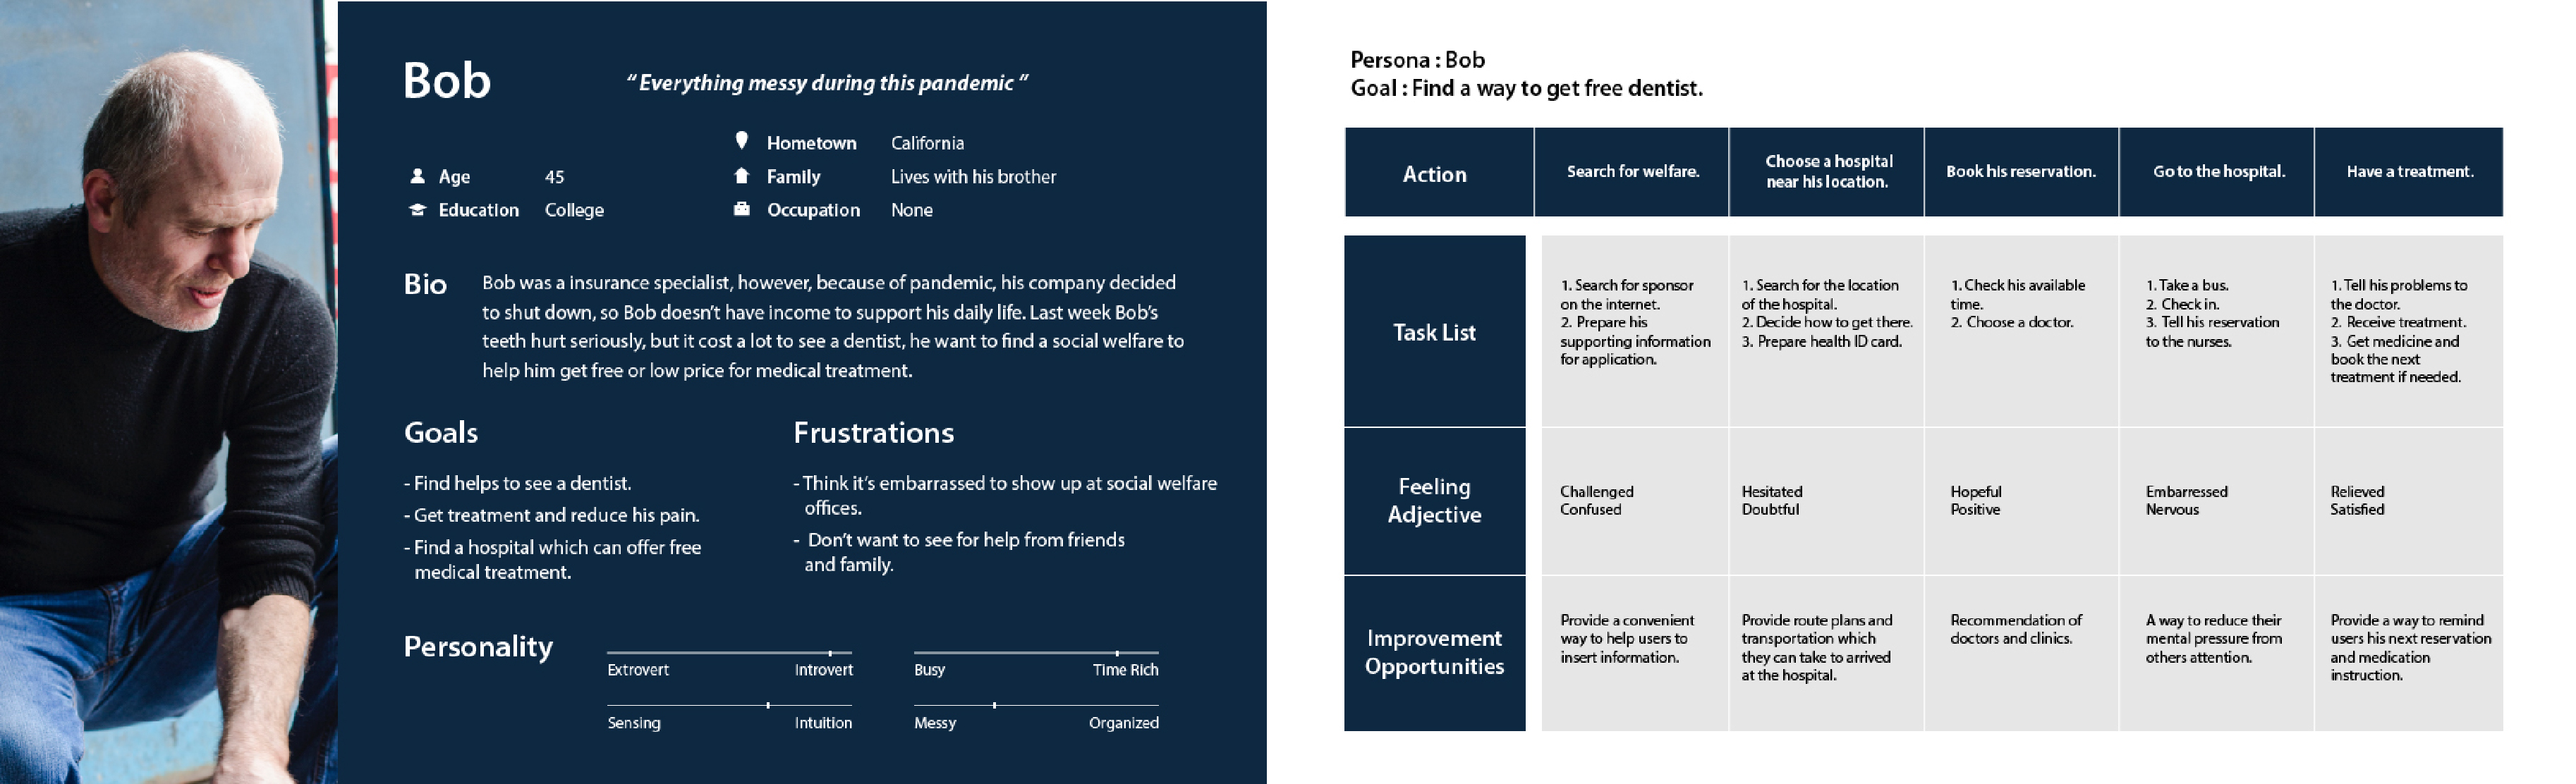 Bob
“ Everything messy during this pandemic ”
Age 45
Education College
Hometown California
Family Lives with his brother
Occupation None
Bio
Bob was a insurance specialist, however, because of pandemic, his company decided
to shut down, so Bob doesn’t have income to support his daily life. Last week Bob’s
teeth hurt seriously, but it cost a lot to see a dentist, he want to find a social welfare to
help him get free or low price for medical treatment.
Goals
- Find helps to see a dentist.
- Get treatment and reduce his pain.
- Find a hospital which can offer free
medical treatment.
Frustrations
- Think it’s embarrassed to show up at social welfare
offices.
- Don’t want to see for help from friends
and family.
Personality
Extrovert Introvert
Busy Time Rich
Sensing Intuition
Messy Organized
Persona : Bob
Goal : Find a way to get free dentist.
Action
Search for welfare.
Choose a hospital
near his location.
Book his reservation.
Go to the hospital.
Have a treatment.
Task List
1. Search for sponsor
on the internet.
2. Prepare his
supporting information
for application.
1. Search for the location
of the hospital.
2. Decide how to get there.
3. Prepare health ID card.
1. Check his available
time.
2. Choose a doctor.
1. Take a bus.
2. Check in.
3. Tell his reservation
to the nurses.
1. Tell his problems to
the doctor.
2. Receive treatment.
3. Get medicine and
book the next
treatment if needed.
Feeling
Adjective
Challenged
Confused
Hesitated
Doubtful
Hopeful
Positive
Embarressed
Nervous
Relieved
Satisfied
Improvement
Opportunities
Provide a convenient
way to help users to
insert information.
Provide route plans and
transportation which
they can take to arrived
at the hospital.
Recommendation of
doctors and clinics.
A way to reduce their
mental pressure from
others attention.
Provide a way to remind
users his next reservation
and medication
instruction.